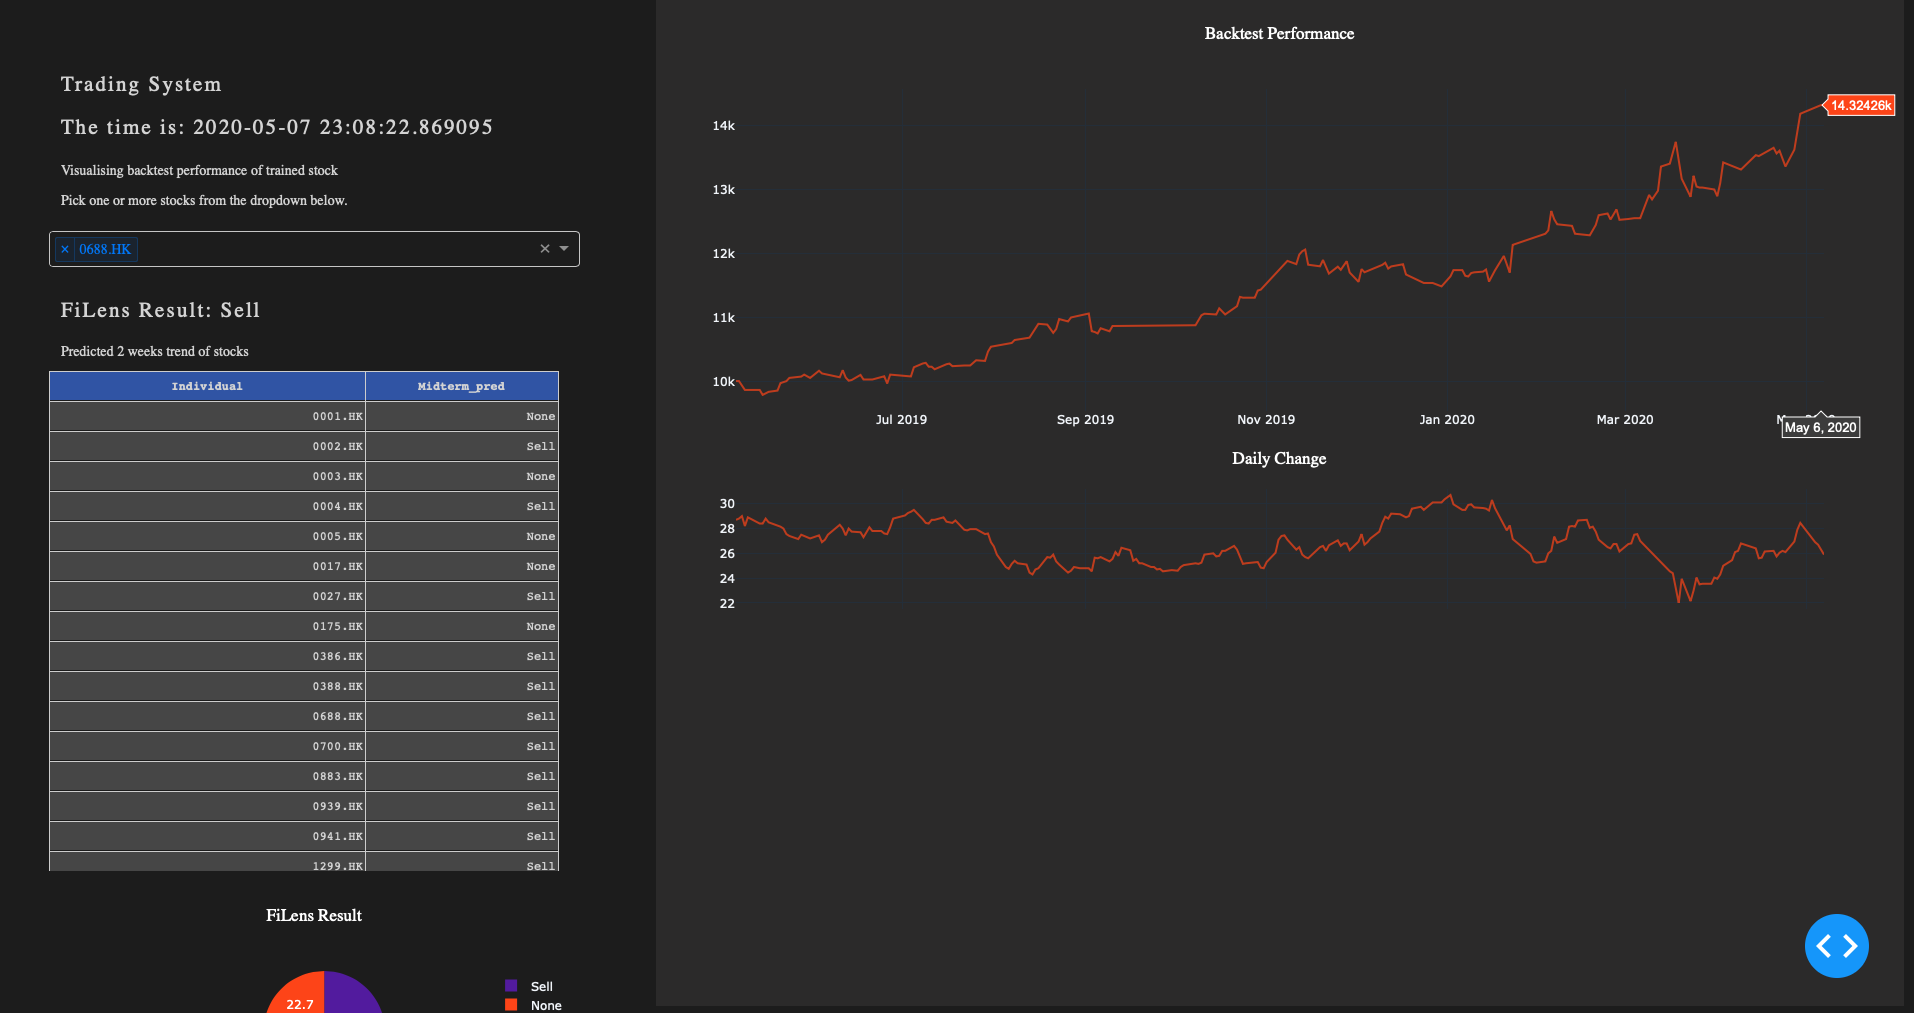 Trading System
The time is: 2020-05-07 23:08:22.869095
Visualising backtest performance of trained stock
Pick one or more stocks from the dropdown below.
× 0688.HK
FiLens Result: Sell
Predicted 2 weeks trend of stocks
Individual Midterm_pred
0001.HK None
0002.HK Sell
0003.HK None
0004.HK Sell
0005.HK None
0017.HK None
0027.HK Sell
0175.HK None
0386.HK Sell
0388.HK Sell
0688.HK Sell
0700.HK Sell
0883.HK Sell
0939.HK Sell
0941.HK Sell
1299.HK Sell
FiLens Result
22.7
Sell
None
Backtest Performance
14.32426k
14k
13k
12k
11k
10k
Jul 2019 Sep 2019 Nov 2019 Jan 2020 Mar 2020
May 6, 2020
Daily Change
30
28
26
24
22